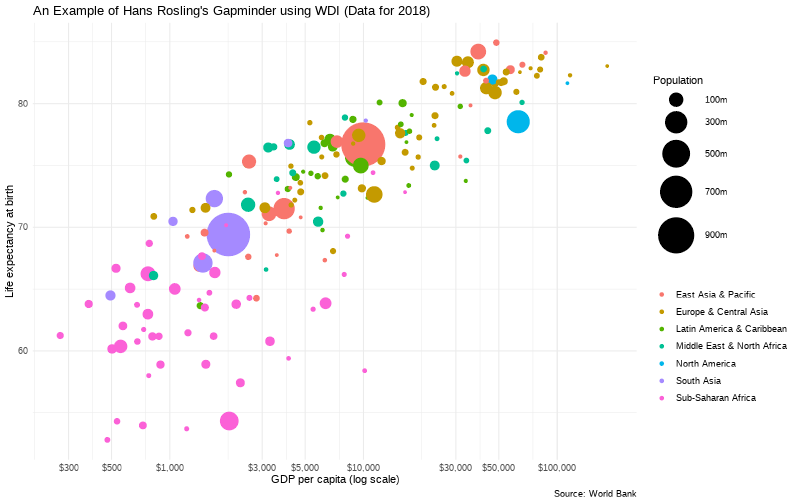 An Example of Hans Rosling's Gapminder using WDI (Data for 2018)
Life expectancy at birth
80
70
60
$300 $500 $1,000 $3,000 $5,000 $10,000 $30,000 $50,000 $100,000
GDP per capita (log scale)
Source: World Bank
Population
100m
300m
500m
700m
900m
East Asia & Pacific
Europe & Central Asia
Latin America & Caribbean
Middle East & North Africa
North America
South Asia
Sub-Saharan Africa